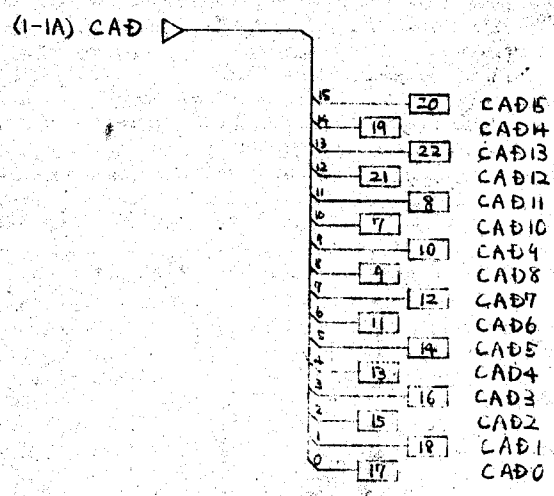 (1-1A) CAD
15 20 CAD15
14 19 CAD14
13 22 CAD13
12 21 CAD12
11 8 CAD11
10 7 CAD10
9 10 CAD9
8 9 CAD8
7 12 CAD7
6 11 CAD6
5 14 CAD5
4 13 CAD4
3 16 CAD3
2 15 CAD2
1 18 CAD1
0 17 CAD0